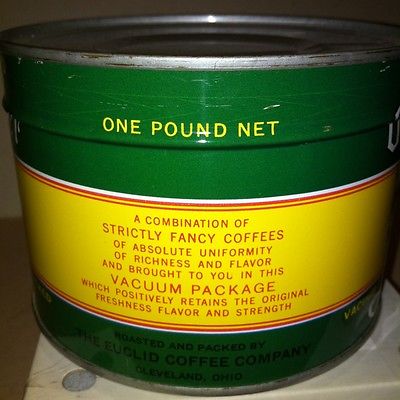 ONE POUND NET
A COMBINATION OF
STRICTLY FANCY COFFEES
OF ABSOLUTE UNIFORMITY
OF RICHNESS AND FLAVOR
AND BROUGHT TO YOU IN THIS
VACUUM PACKAGE
WHICH POSITIVELY RETAINS THE ORIGINAL
FRESHNESS FLAVOR AND STRENGTH
ROASTED AND PACKED BY
THE EUCLID COFFEE COMPANY
CLEVELAND, OHIO